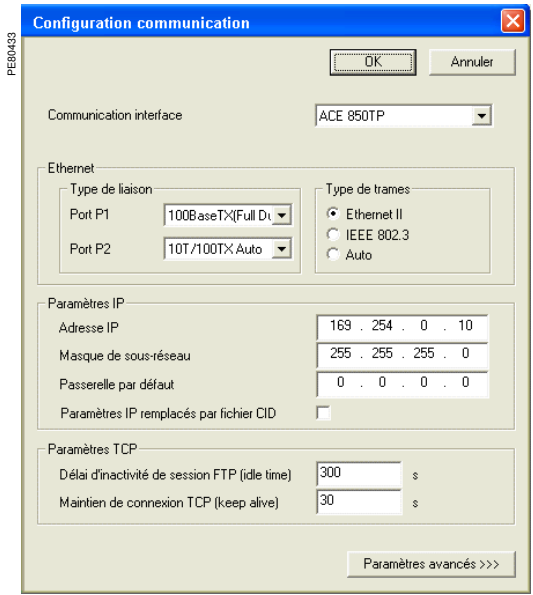 Configuration communication
PE80433
OK
Annuler
Communication interface
ACE 850TP
Ethernet
Type de liaison
Port P1
100BaseTX(Full Du
Port P2
10T/100TX Auto
Type de trames
Ethernet II
IEEE 802.3
Auto
Paramètres IP
Adresse IP
169 . 254 . 0 . 10
Masque de sous-réseau
255 . 255 . 255 . 0
Passerelle par défaut
0 . 0 . 0 . 0
Paramètres IP remplacés par fichier CID
Paramètres TCP
Délai d'inactivité de session FTP (idle time)
300
s
Maintien de connexion TCP (keep alive)
30
s
Paramètres avancés >>>